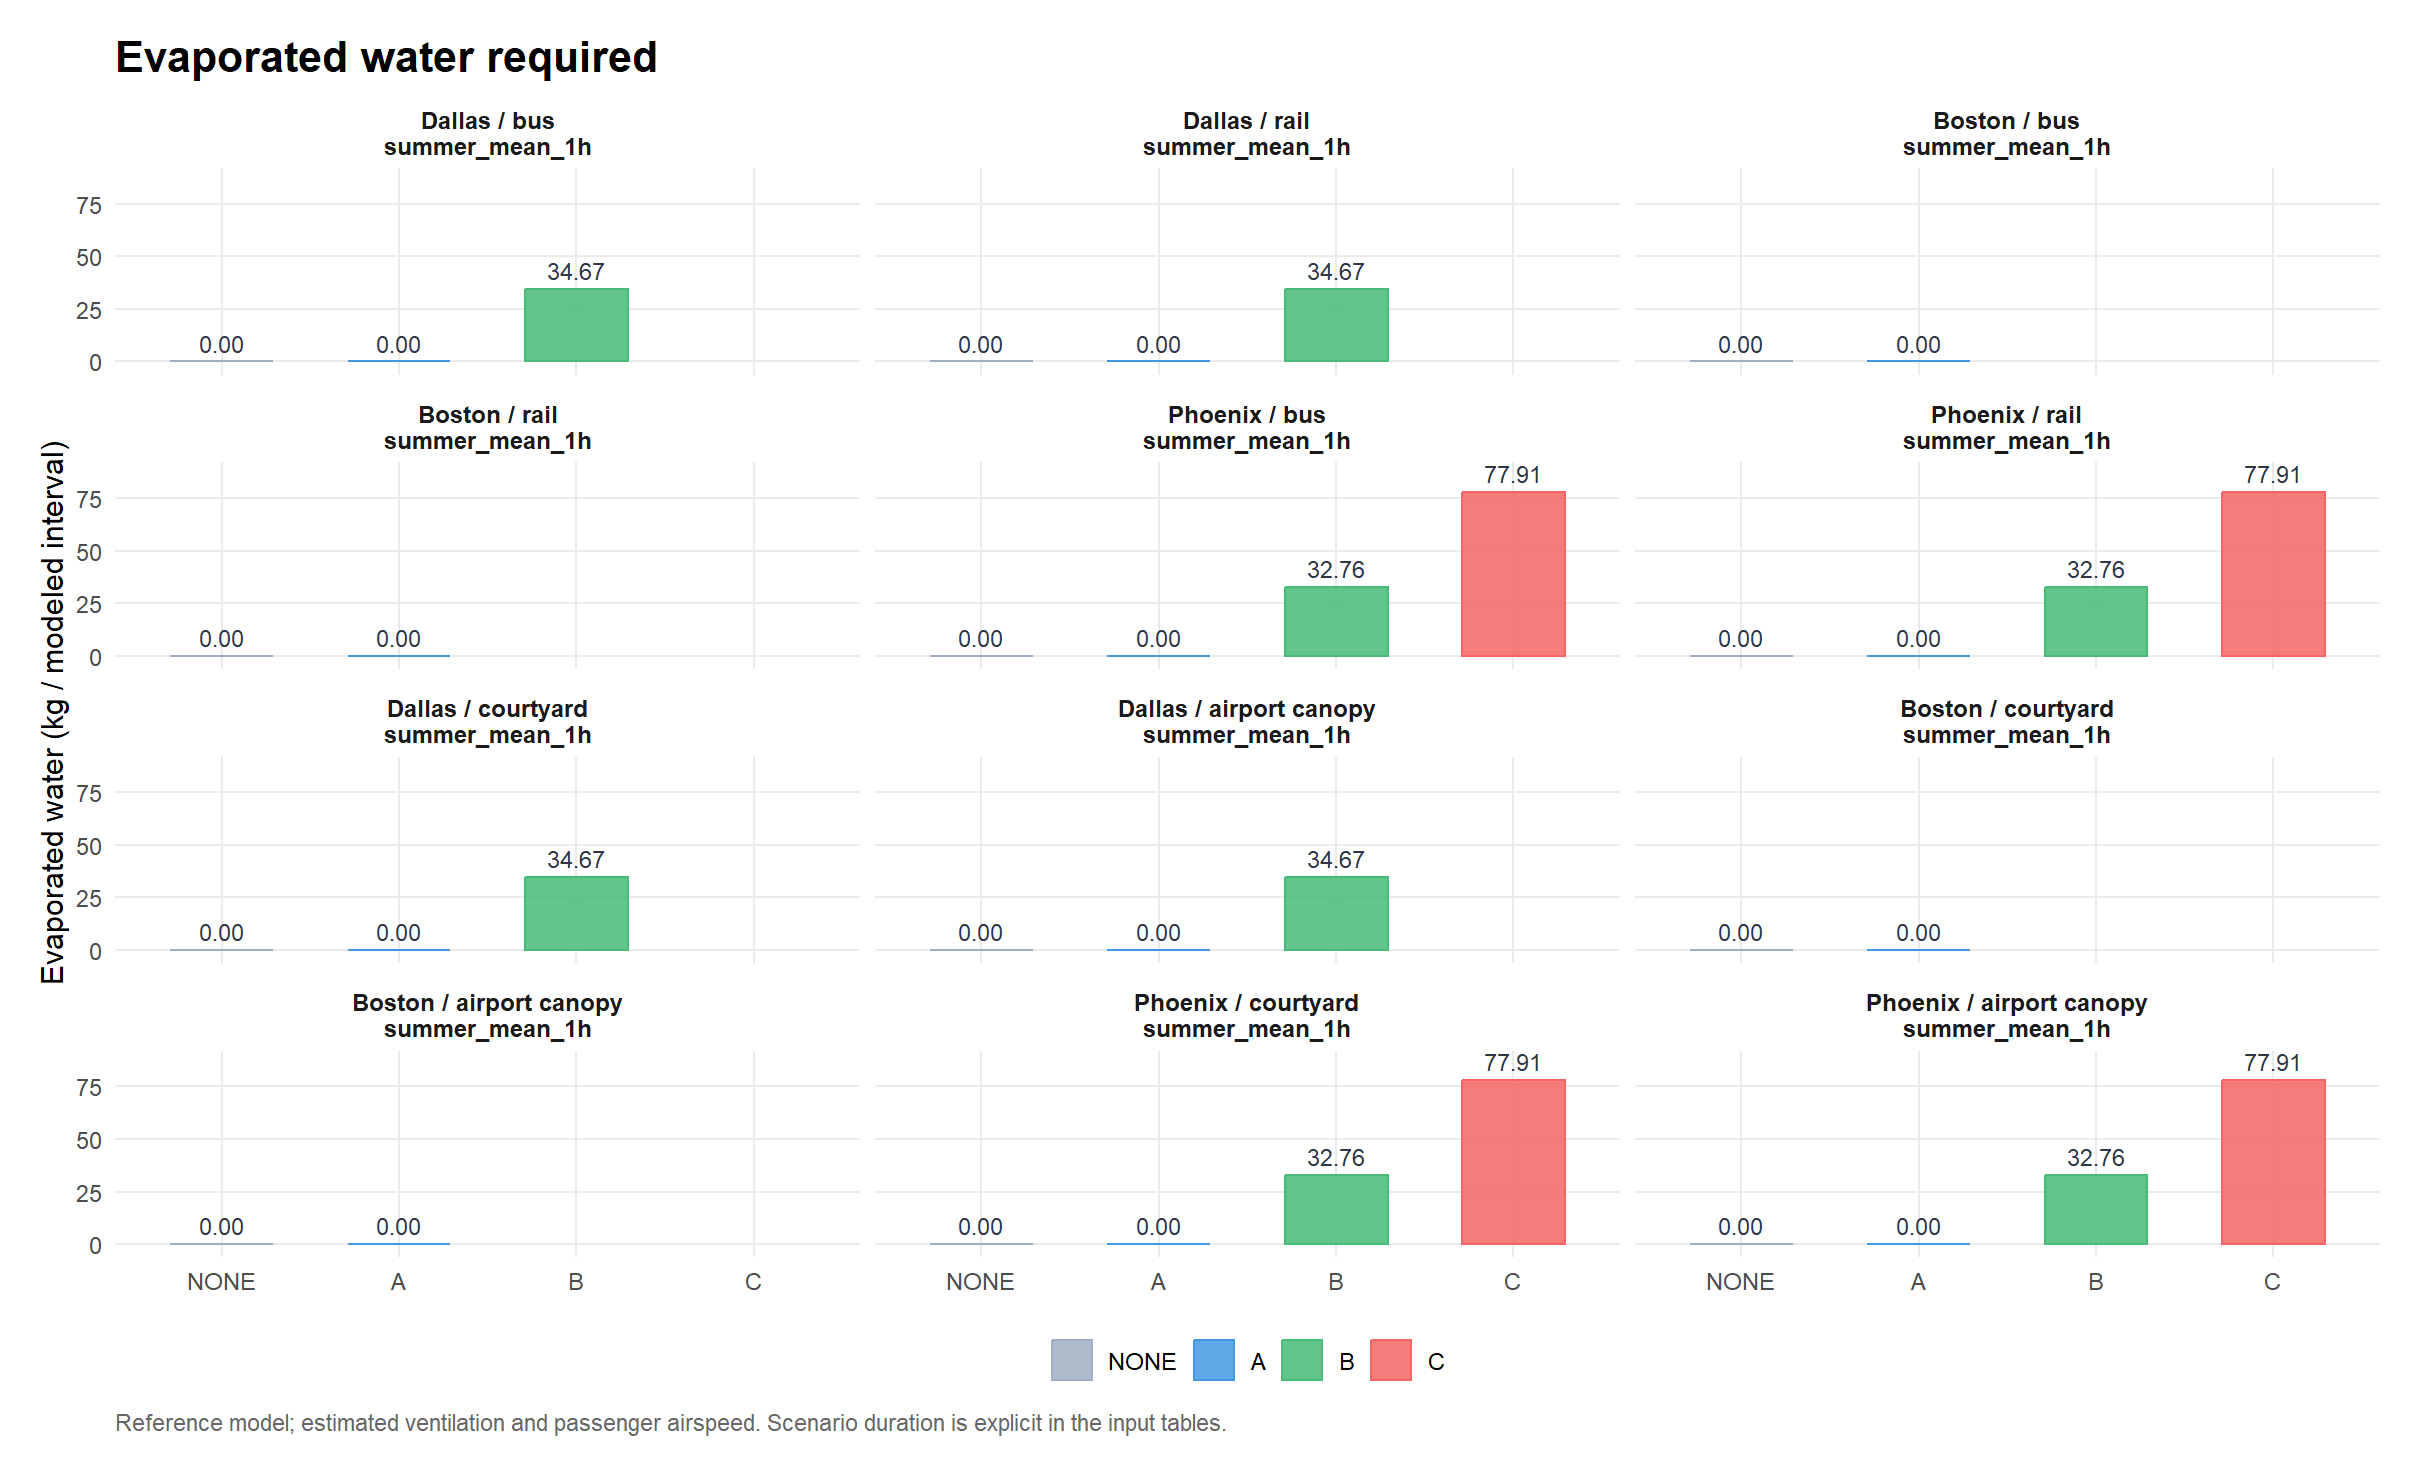 Evaporated water required
Dallas / bus
summer_mean_1h
Dallas / rail
summer_mean_1h
Boston / bus
summer_mean_1h
75
50
25
0
0.00
0.00
34.67
0.00
0.00
34.67
0.00
0.00
Boston / rail
summer_mean_1h
Phoenix / bus
summer_mean_1h
Phoenix / rail
summer_mean_1h
Evaporated water (kg / modeled interval)
75
50
25
0
0.00
0.00
0.00
0.00
32.76
77.91
0.00
0.00
32.76
77.91
Dallas / courtyard
summer_mean_1h
Dallas / airport canopy
summer_mean_1h
Boston / courtyard
summer_mean_1h
75
50
25
0
0.00
0.00
34.67
0.00
0.00
34.67
0.00
0.00
Boston / airport canopy
summer_mean_1h
Phoenix / courtyard
summer_mean_1h
Phoenix / airport canopy
summer_mean_1h
75
50
25
0
0.00
0.00
0.00
0.00
32.76
77.91
0.00
0.00
32.76
77.91
NONE A B C
NONE A B C
NONE A B C
NONE A B C
Reference model; estimated ventilation and passenger airspeed. Scenario duration is explicit in the input tables.